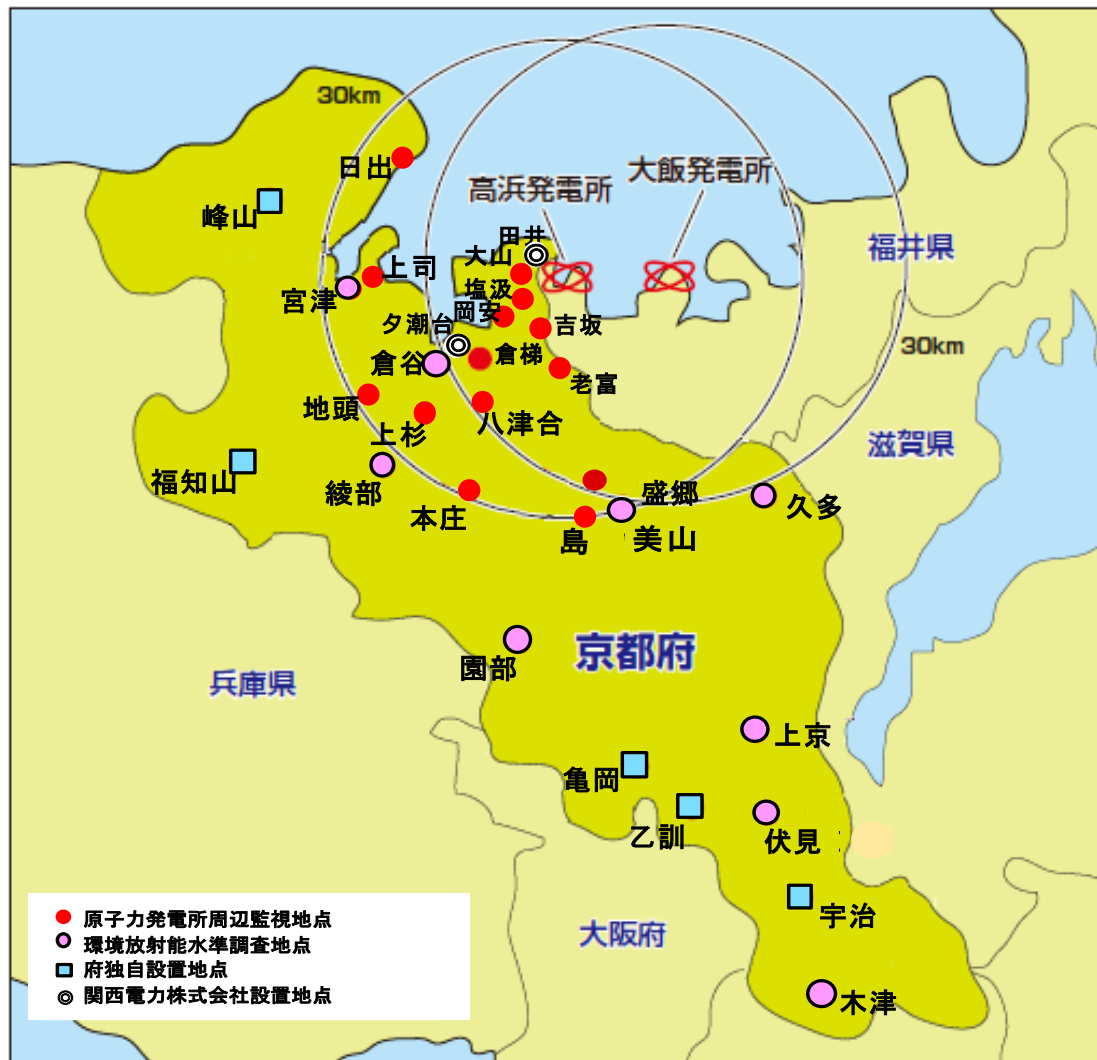 30km
日出
高浜発電所
大飯発電所
峰山
田井
大山
福井県
上司
塩汲
宮津
岡安
夕潮台
吉坂
30km
倉谷
倉梯
老富
地頭
八津合
上杉
滋賀県
福知山
綾部
盛郷
本庄
久多
島
美山
京都府
園部
兵庫県
上京
亀岡
乙訓
伏見
宇治
大阪府
木津
原子力発電所周辺監視地点
環境放射能水準調査地点
府独自設置地点
関西電力株式会社設置地点